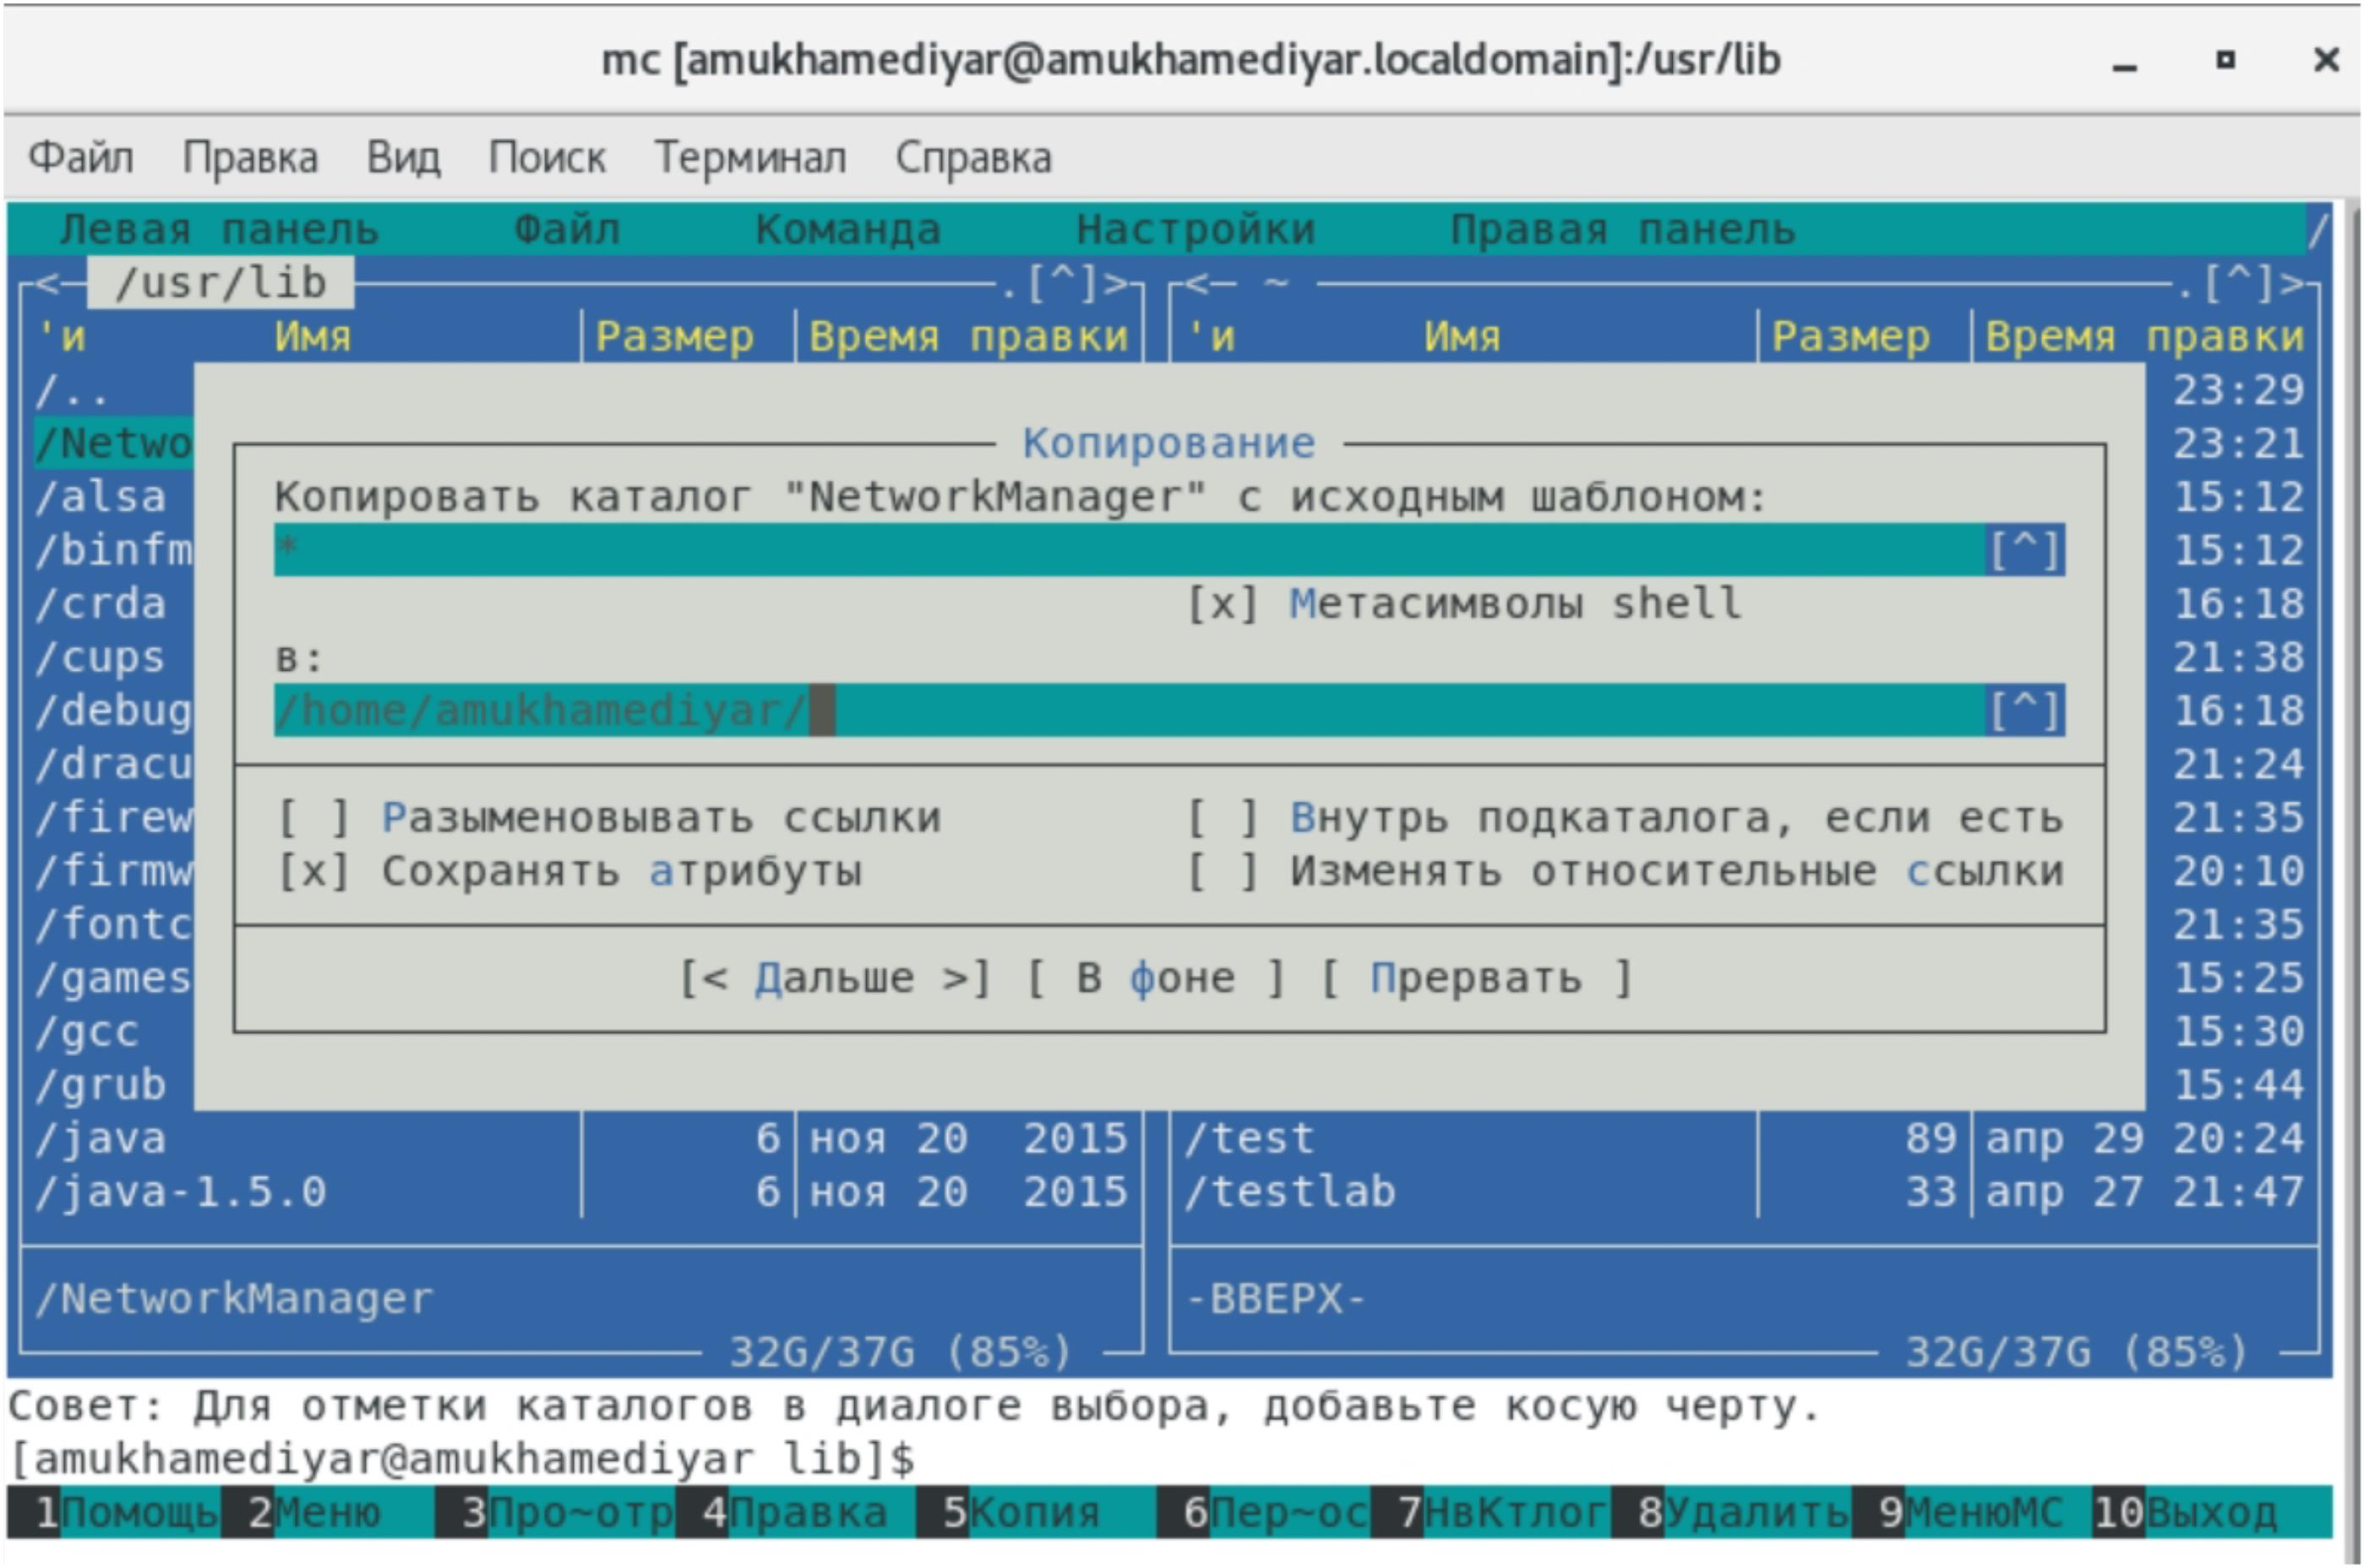 mc [amukhamediyar@amukhamediyar.localdomain]:/usr/lib
Файл Правка Вид Поиск Терминал Справка
Левая панель Файл Команда Настройки Правая панель /
<— /usr/lib .[^]> <— ~ .[^]>
'и Имя Размер Время правки 'и Имя Размер Время правки
/.. 23:29
/Netwo Копирование 23:21
/alsa Копировать каталог "NetworkManager" с исходным шаблоном: 15:12
/binfm * [^] 15:12
/crda [x] Метасимволы shell 16:18
/cups в: 21:38
/debug /home/amukhamediyar/ [^] 16:18
/dracu 21:24
/firew [ ] Разыменовывать ссылки [ ] Внутрь подкаталога, если есть 21:35
/firmw [x] Сохранять атрибуты [ ] Изменять относительные ссылки 20:10
/fontc 21:35
/games [< Дальше >] [ В фоне ] [ Прервать ] 15:25
/gcc 15:30
/grub 15:44
/java 6 ноя 20 2015 /test 89 апр 29 20:24
/java-1.5.0 6 ноя 20 2015 /testlab 33 апр 27 21:47
/NetworkManager -ВВЕРХ-
32G/37G (85%) 32G/37G (85%)
Совет: Для отметки каталогов в диалоге выбора, добавьте косую черту.
[amukhamediyar@amukhamediyar lib]$
1Помощь 2Меню 3Про~отр 4Правка 5Копия 6Пер~ос 7НвКтлог 8Удалить 9МенюМС 10Выход